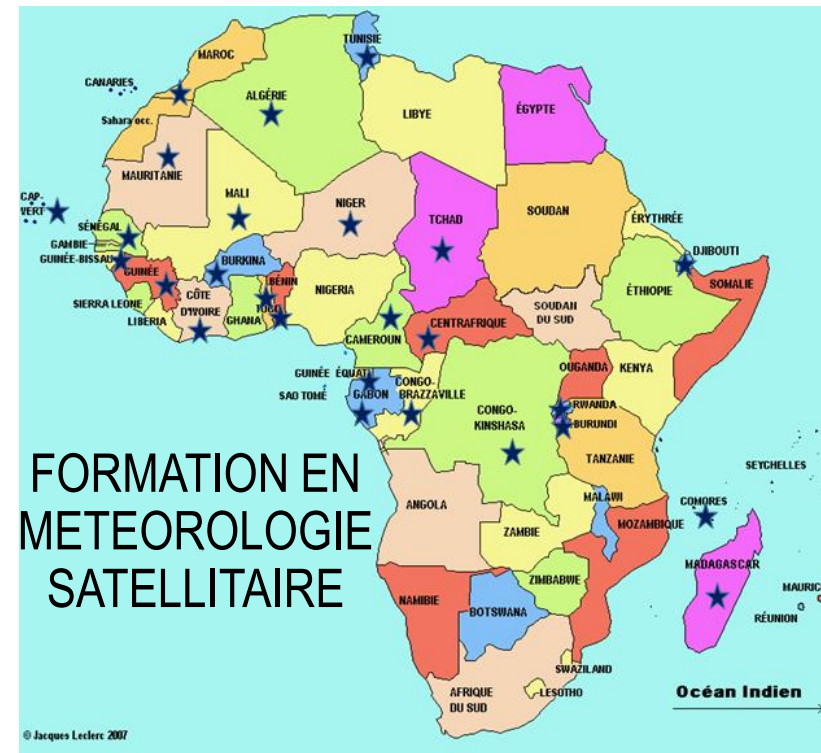 TUNISIE
MAROC
CANARIES
ALGÉRIE
LIBYE
ÉGYPTE
Sahara occ.
MAURITANIE
MALI
NIGER
CAP-
VERT
TCHAD
SOUDAN
ÉRYTHRÉE
SÉNÉGAL
GAMBIE
GUINÉE-BISSAU
DJIBOUTI
BURKINA
GUINÉE
BÉNIN
NIGERIA
ÉTHIOPIE
SOMALIE
SIERRA LEONE
CÔTE
D'IVOIRE
LIBERIA
GHANA
TOGO
SOUDAN
DU SUD
CENTRAFRIQUE
CAMEROUN
GUINÉE ÉQUAT
SAO TOMÉ
GABON
CONGO-
BRAZZAVILLE
OUGANDA
KENYA
CONGO-
KINSHASA
RWANDA
BURUNDI
TANZANIE
SEYCHELLES
FORMATION EN
METEOROLOGIE
SATELLITAIRE
ANGOLA
MALAWI
COMORES
ZAMBIE
MOZAMBIQUE
MADAGASCAR
ZIMBABWE
NAMIBIE
BOTSWANA
MAURIC
RÉUNION
SWAZILAND
AFRIQUE
DU SUD
LESOTHO
Océan Indien
© Jacques Leclerc 2007